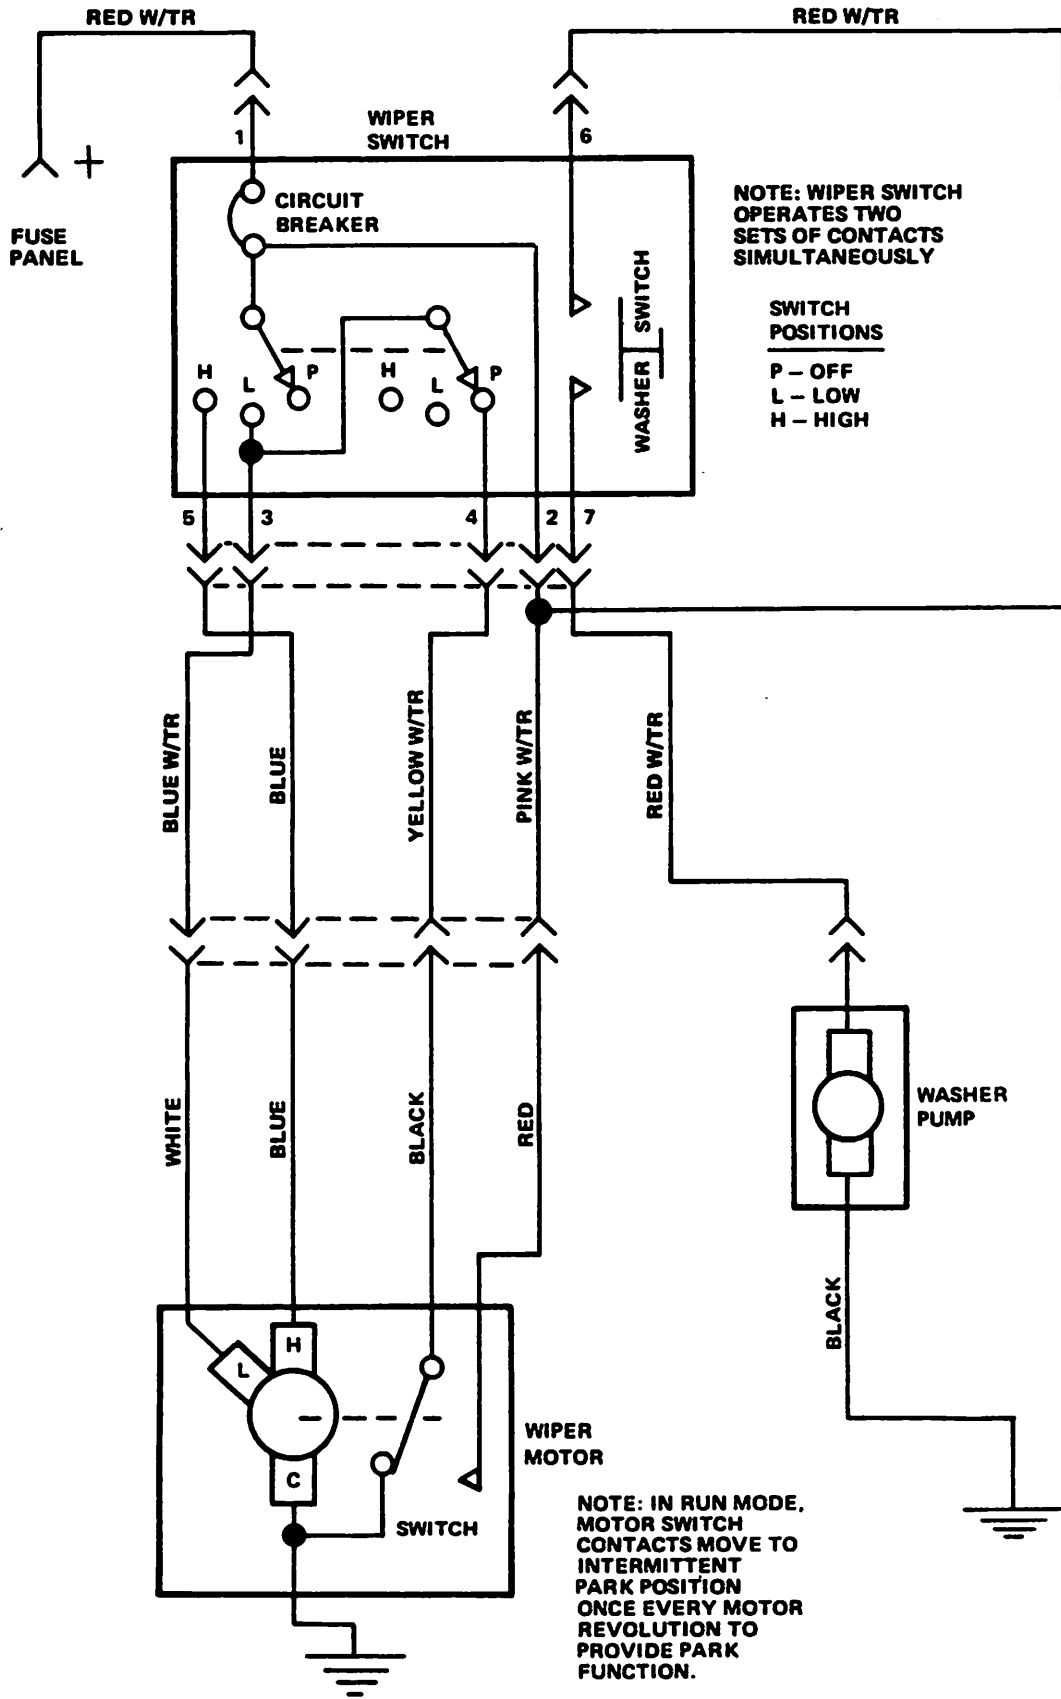 RED W/TR
RED W/TR
1
WIPER
SWITCH
6
+
FUSE
PANEL
CIRCUIT
BREAKER
WASHER SWITCH
NOTE: WIPER SWITCH
OPERATES TWO
SETS OF CONTACTS
SIMULTANEOUSLY
SWITCH
POSITIONS
P – OFF
L – LOW
H – HIGH
H
L
P
H
L
P
5
3
4
2
7
BLUE W/TR
BLUE
YELLOW W/TR
PINK W/TR
RED W/TR
WHITE
BLUE
BLACK
RED
WASHER
PUMP
BLACK
H
L
C
SWITCH
WIPER
MOTOR
NOTE: IN RUN MODE,
MOTOR SWITCH
CONTACTS MOVE TO
INTERMITTENT
PARK POSITION
ONCE EVERY MOTOR
REVOLUTION TO
PROVIDE PARK
FUNCTION.